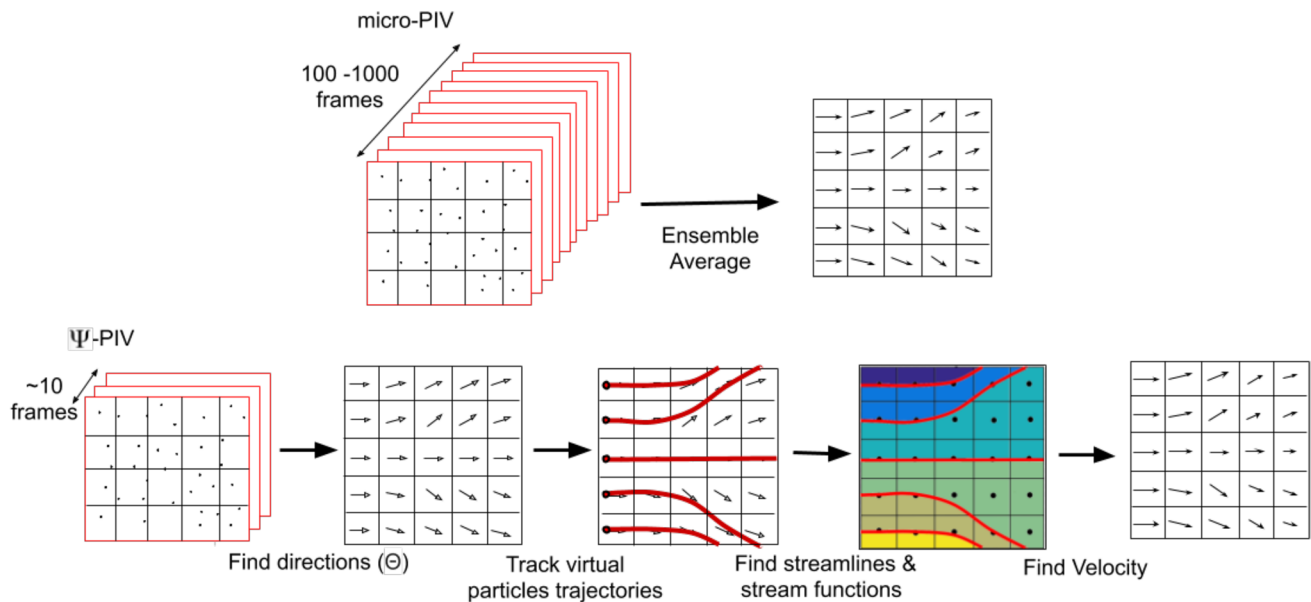 micro-PIV
100 -1000
frames
Ensemble
Average
Ψ-PIV
~10
frames
Find directions (Θ)
Track virtual
particles trajectories
Find streamlines &
stream functions
Find Velocity